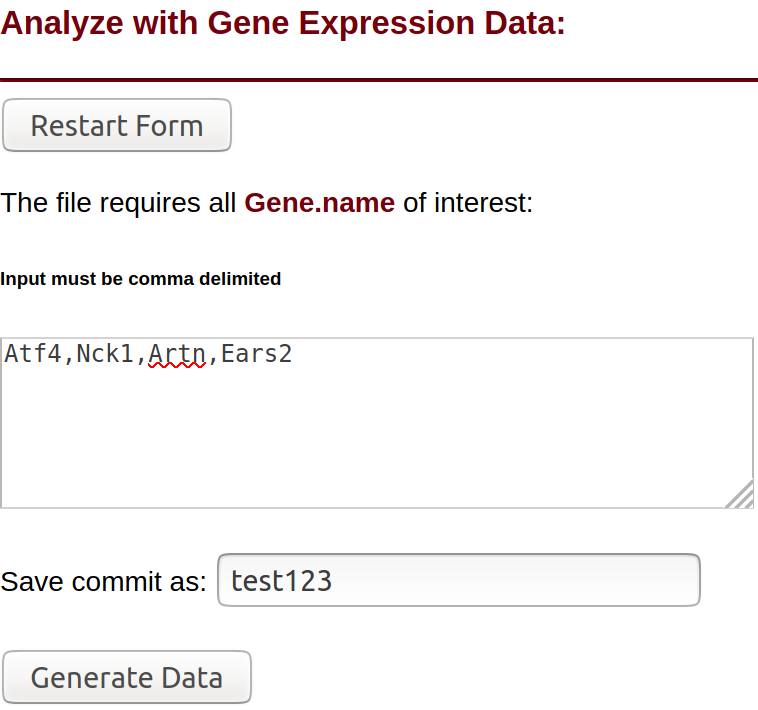 Analyze with Gene Expression Data:
Restart Form
The file requires all Gene.name of interest:
Input must be comma delimited
Atf4,Nck1,Artn,Ears2
Save commit as: test123
Generate Data